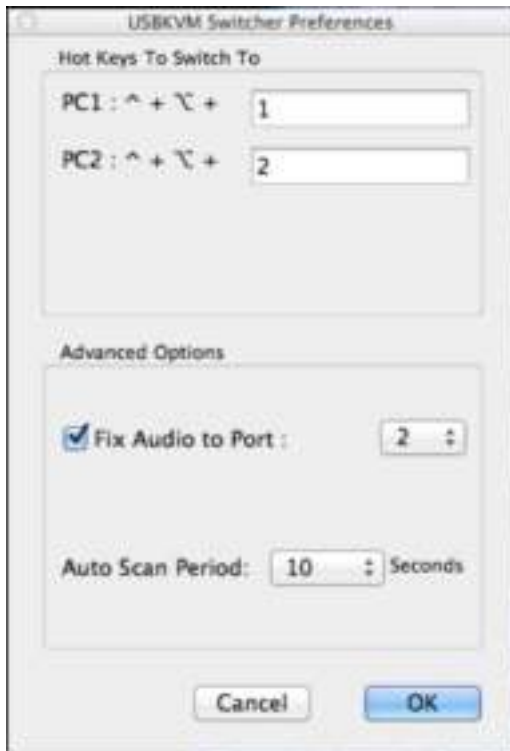 USBKVM Switcher Preferences
Hot Keys To Switch To
PC1 : ^ + ⌥ + 1
PC2 : ^ + ⌥ + 2
Advanced Options
Fix Audio to Port : 2
Auto Scan Period: 10 Seconds
Cancel OK